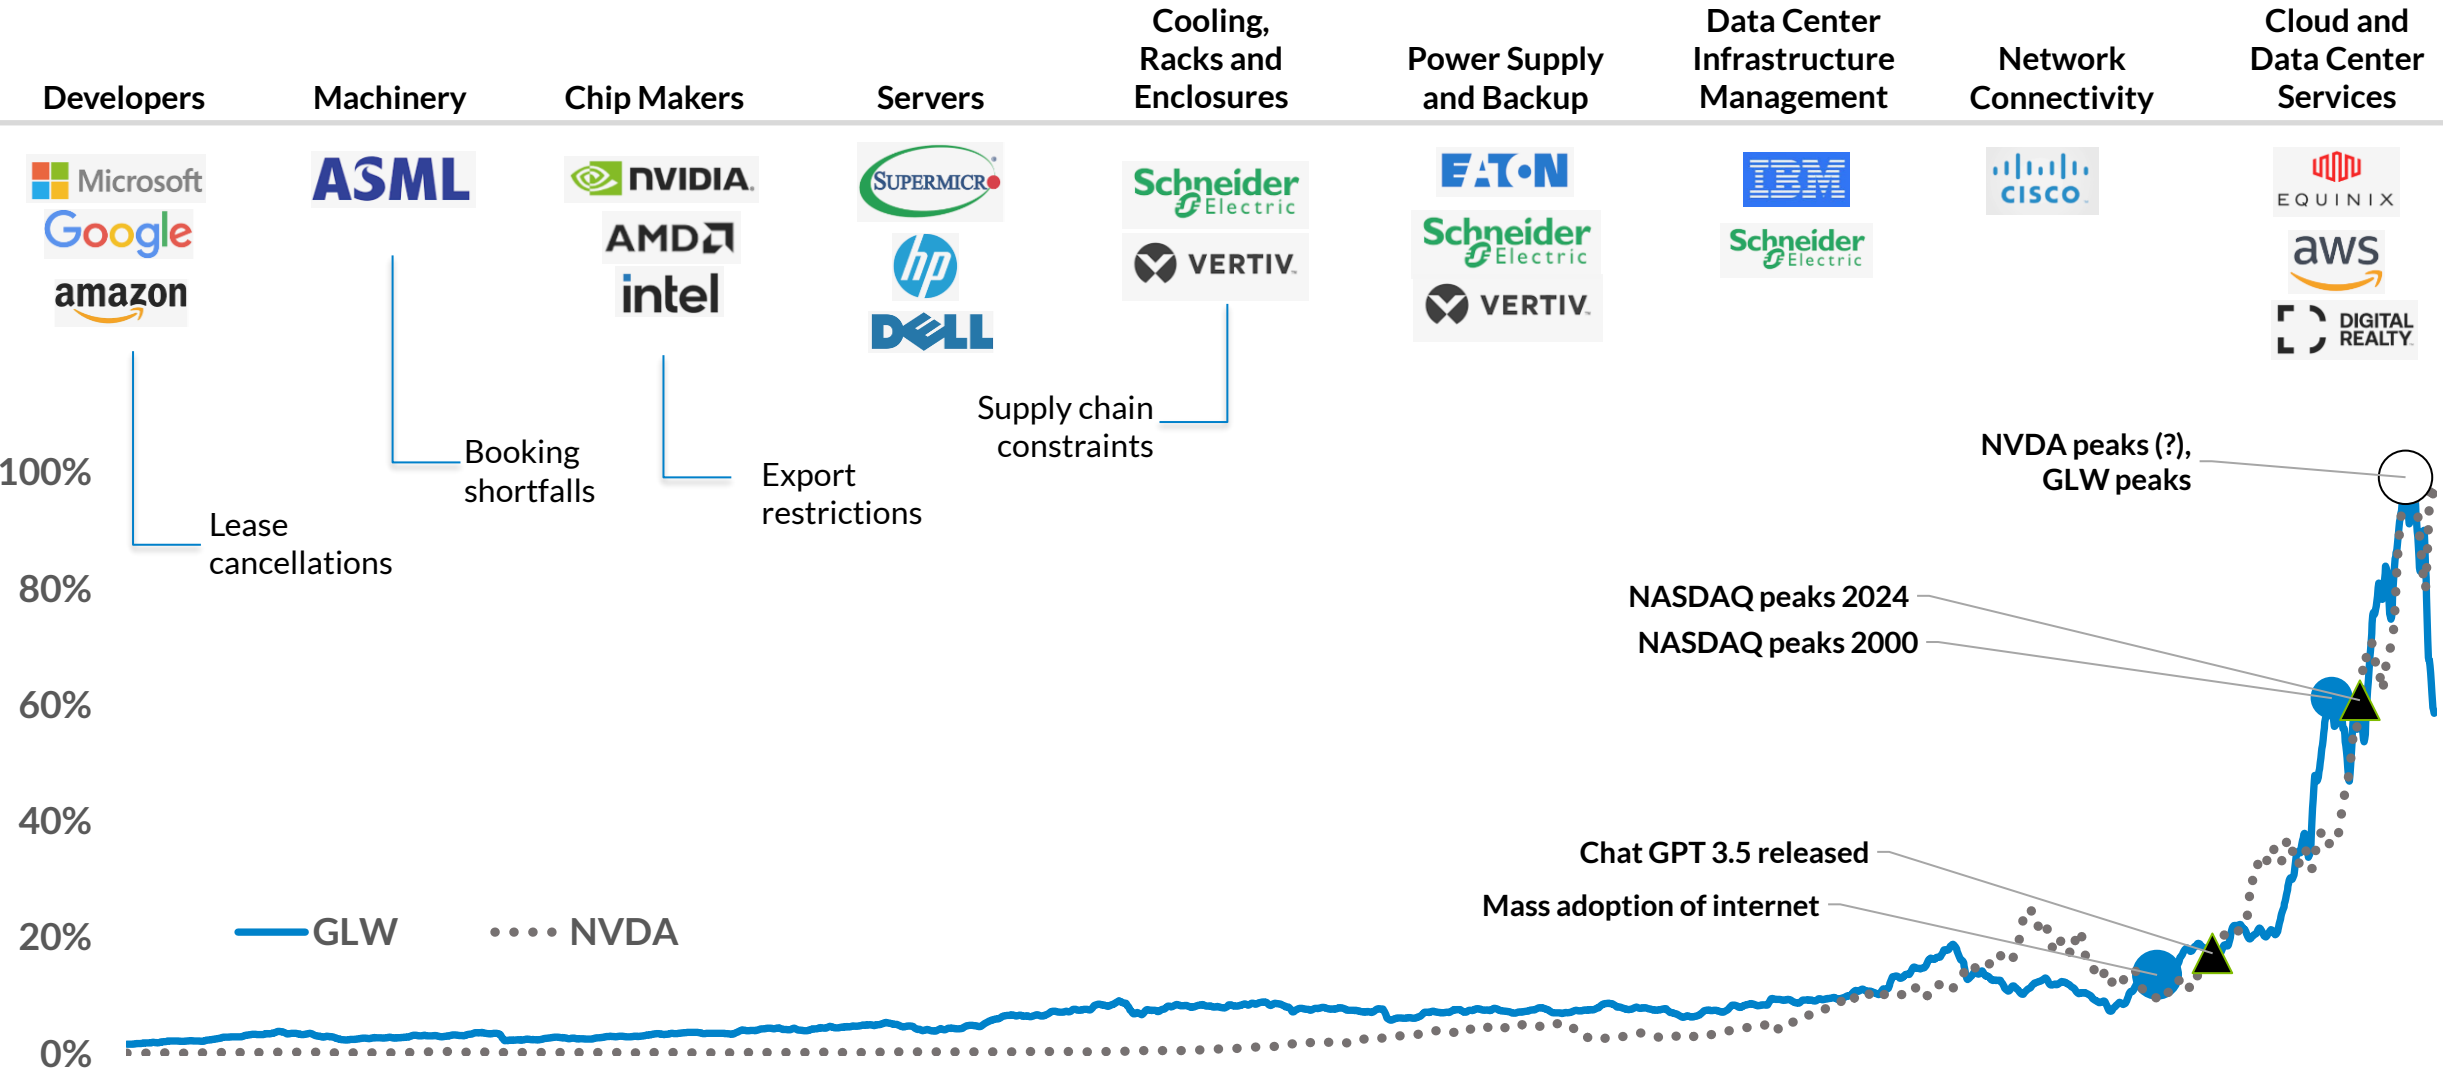 Developers
Machinery
Chip Makers
Servers
Cooling,
Racks and
Enclosures
Power Supply
and Backup
Data Center
Infrastructure
Management
Network
Connectivity
Cloud and
Data Center
Services
Microsoft
Google
amazon
ASML
NVIDIA.
AMD
intel
SUPERMICRO
hp
DELL
Schneider
Electric
VERTIV™
EATON
Schneider
Electric
VERTIV™
IBM
Schneider
Electric
CISCO
EQUINIX
aws
DIGITAL
REALTY
Lease
cancellations
Booking
shortfalls
Export
restrictions
Supply chain
constraints
NVDA peaks (?),
GLW peaks
NASDAQ peaks 2024
NASDAQ peaks 2000
Chat GPT 3.5 released
Mass adoption of internet
100%
80%
60%
40%
20%
0%
GLW
NVDA